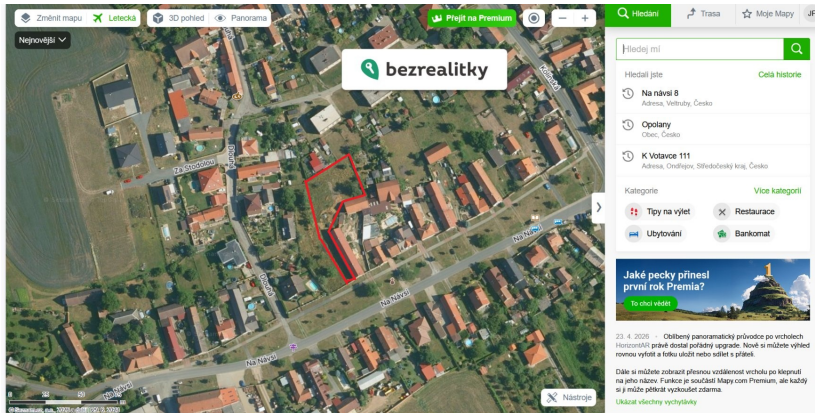 Změnit mapu
Letecká
3D pohled
Panorama
Přejít na Premium
Nejnovější
bezrealitky
Kolínská
Za Stodolou
Dlouhá
Dlouhá
Na Návsi
Na Návsi
Na Návsi
Na Návsi
Nástroje
Hledání
Trasa
Moje Mapy
Hledej mí
Hledali jste
Celá historie
Na návsi 8
Adresa, Veltruby, Česko
Opolany
Obec, Česko
K Votavce 111
Adresa, Ondřejov, Středočeský kraj, Česko
Kategorie
Více kategorií
Tipy na výlet
Restaurace
Ubytování
Bankomat
Jaké pecky přinesl
první rok Premia?
To chci vědět
23. 4. 2026 · Oblíbený panoramatický průvodce po vrcholech
HorizontAR právě dostal pořádný upgrade. Nově si můžete výhled
rovnou vyfotit a fotku uložit nebo sdílet s přáteli.
Dále si můžete zobrazit přesnou vzdálenost vrcholu po klepnutí
na jeho název. Funkce je součástí Mapy.com Premium, ale každý
si ji může pětkrát vyzkoušet zdarma.
Ukázat všechny vychytávky